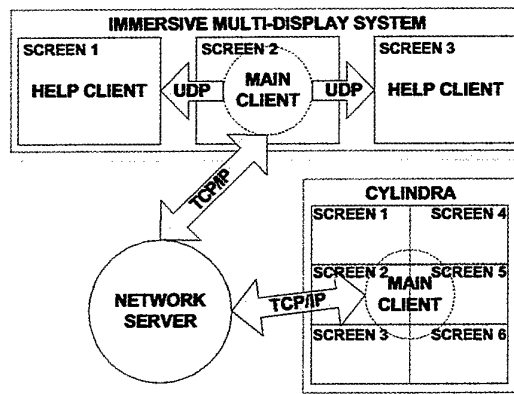 IMMERSIVE MULTI-DISPLAY SYSTEM
SCREEN 1
SCREEN 2
SCREEN 3
HELP CLIENT
UDP
MAIN
CLIENT
UDP
HELP CLIENT
TCP/IP
CYLINDRA
SCREEN 1
SCREEN 4
SCREEN 2
SCREEN 5
MAIN
CLIENT
SCREEN 3
SCREEN 6
NETWORK
SERVER
TCP/IP